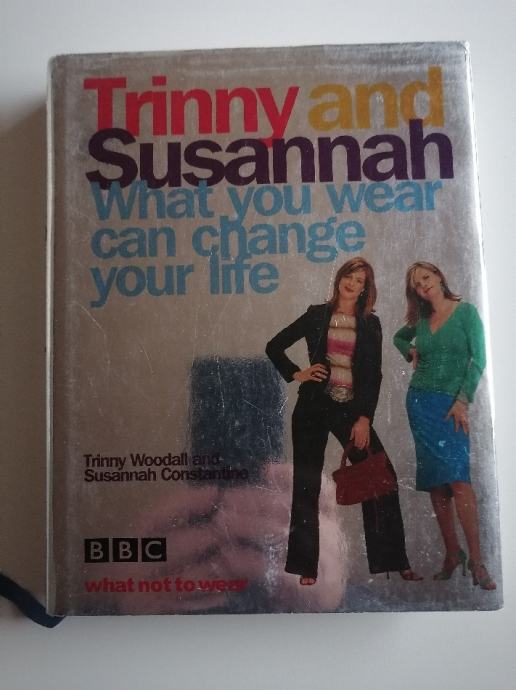 Trinny and
Susannah
What you wear
can change
your life
Trinny Woodall and
Susannah Constantine
BBC
what not to wear